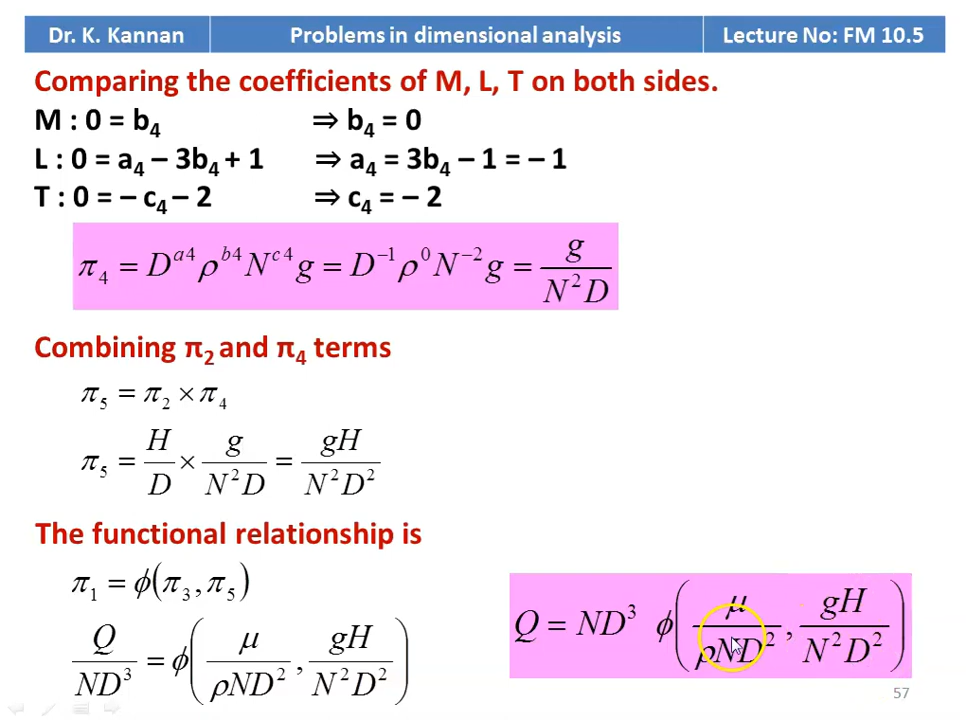 Dr. K. Kannan Problems in dimensional analysis Lecture No: FM 10.5
Comparing the coefficients of M, L, T on both sides.
M : 0 = b₄ ⇒ b₄ = 0
L : 0 = a₄ – 3b₄ + 1 ⇒ a₄ = 3b₄ – 1 = – 1
T : 0 = – c₄ – 2 ⇒ c₄ = – 2
π₄ = D^{a4} ρ^{b4} N^{c4} g = D^{−1} ρ^{0} N^{−2} g = g / (N²D)
Combining π₂ and π₄ terms
π₅ = π₂ × π₄
π₅ = H/D × g/(N²D) = gH/(N²D²)
The functional relationship is
π₁ = ϕ(π₃, π₅)
Q/(ND³) = ϕ(μ/(ρND²), gH/(N²D²))
Q = ND³ ϕ(μ/(ρND²), gH/(N²D²))
57